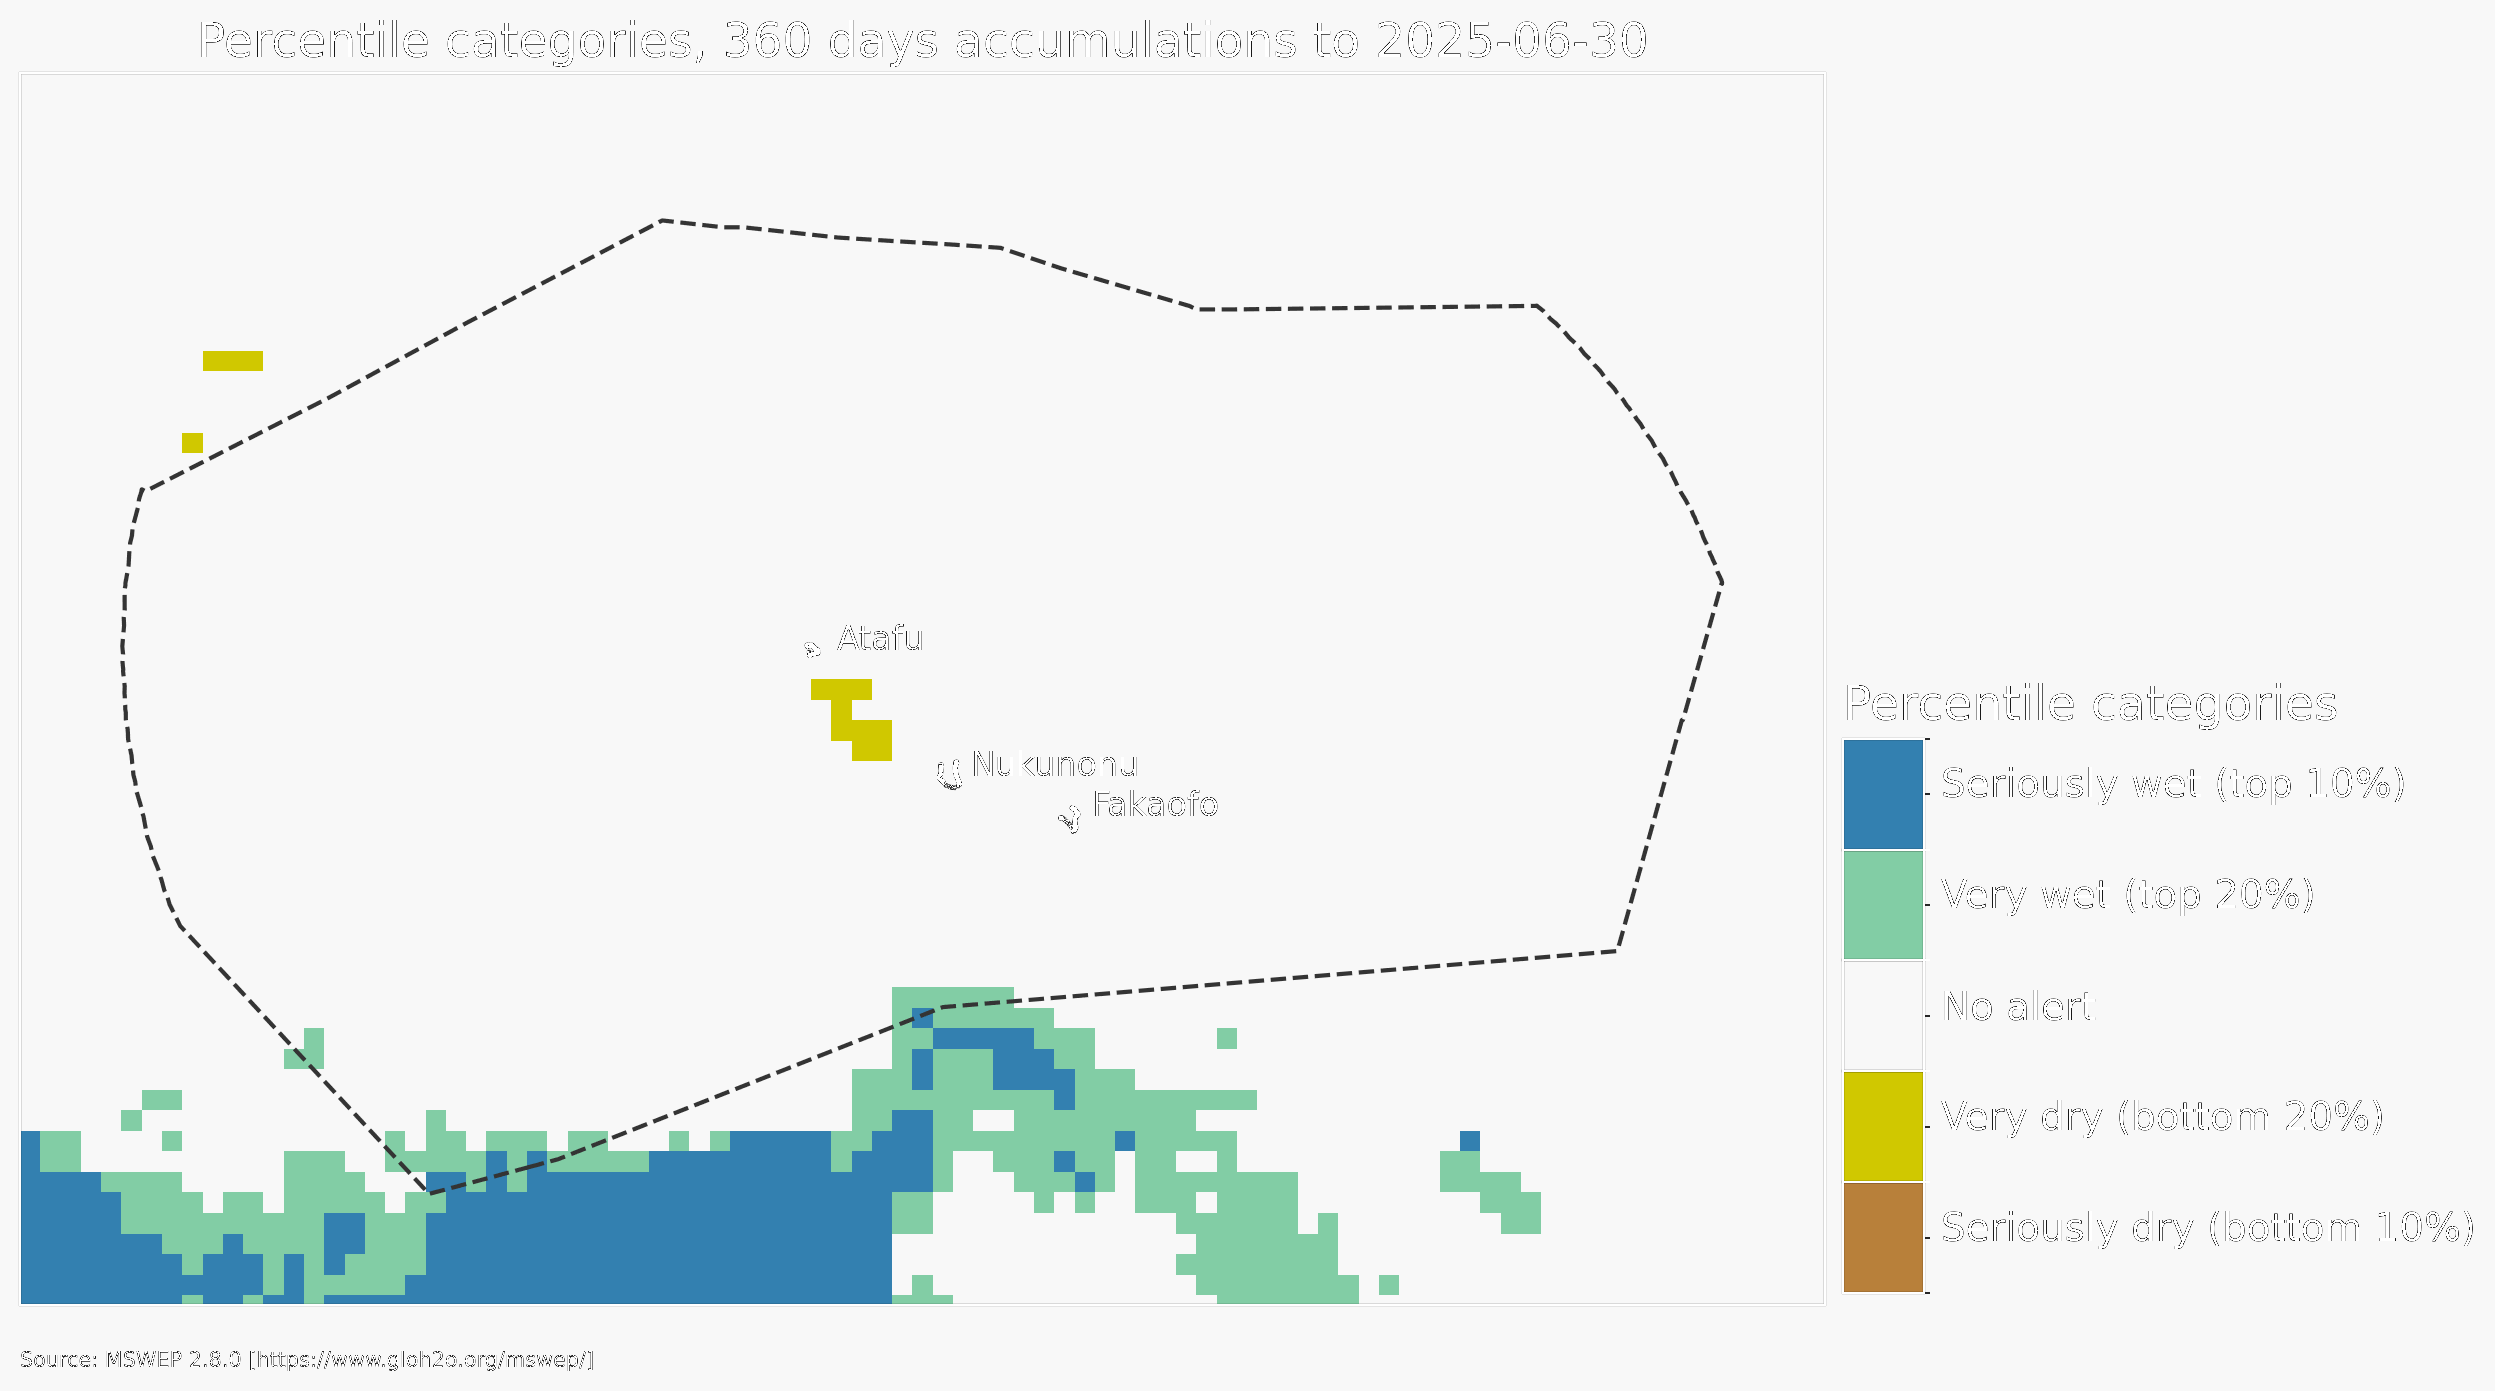 Percentile categories, 360 days accumulations to 2025-06-30
Atafu
Nukunonu
Fakaofo
Percentile categories
Seriously wet (top 10%)
Very wet (top 20%)
No alert
Very dry (bottom 20%)
Seriously dry (bottom 10%)
Source: MSWEP 2.8.0 [https://www.gloh2o.org/mswep/]